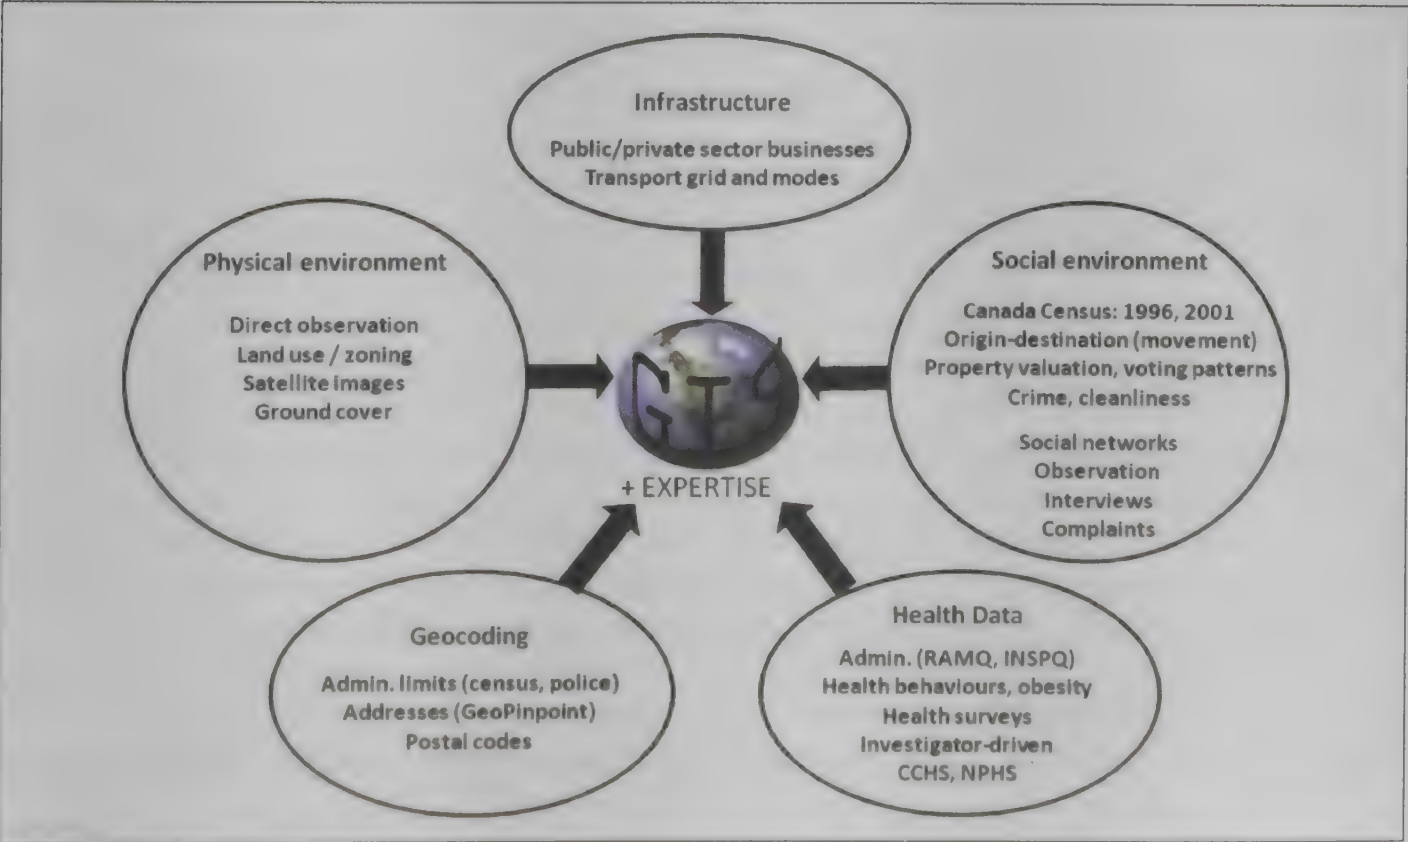 Infrastructure
Public/private sector businesses
Transport grid and modes
Physical environment
Direct observation
Land use / zoning
Satellite images
Ground cover
Social environment
Canada Census: 1996, 2001
Origin-destination (movement)
Property valuation, voting patterns
Crime, cleanliness
Social networks
Observation
Interviews
Complaints
+ EXPERTISE
Geocoding
Admin. limits (census, police)
Addresses (GeoPinpoint)
Postal codes
Health Data
Admin. (RAMQ, INSPQ)
Health behaviours, obesity
Health surveys
Investigator-driven
CCHS, NPHS